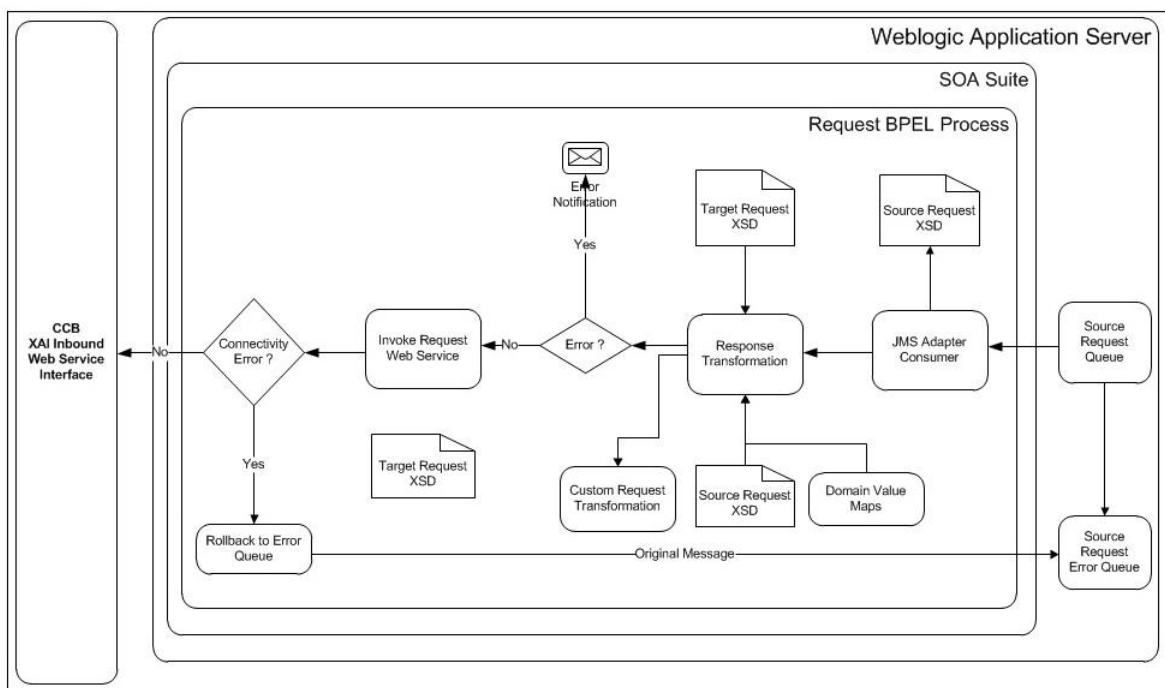 Weblogic Application Server
SOA Suite
Request BPEL Process
Error
Notification
Target Request
XSD
Source Request
XSD
Yes
CCB
XAI Inbound
Web Service
Interface
No
Connectivity
Error ?
Invoke Request
Web Service
No
Error ?
Response
Transformation
JMS Adapter
Consumer
Source
Request
Queue
Yes
Target Request
XSD
Custom Request
Transformation
Source Request
XSD
Domain Value
Maps
Rollback to Error
Queue
Original Message
Source
Request
Error Queue